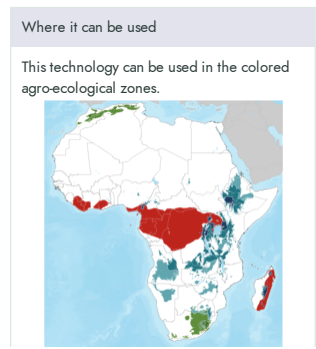 Where it can be used
This technology can be used in the colored
agro-ecological zones.